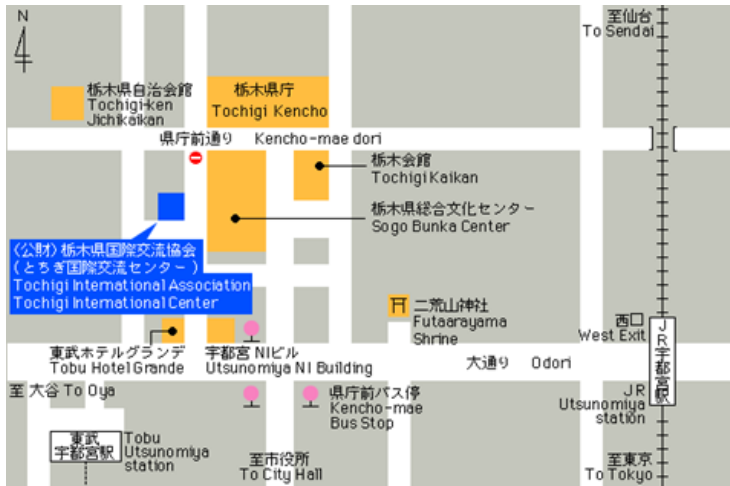 N
至仙台
To Sendai
栃木県自治会館
Tochigi-ken
Jichikaikan
栃木県庁
Tochigi Kencho
県庁前通り Kencho-mae dori
栃木会館
Tochigi Kaikan
栃木県総合文化センター
Sogo Bunka Center
(公財)栃木県国際交流協会
(とちぎ国際交流センター)
Tochigi International Association
Tochigi International Center
二荒山神社
Futaarayama
Shrine
西口
West Exit
JR宇都宮駅
東武ホテルグランデ
Tobu Hotel Grande
宇都宮 NIビル
Utsunomiya NI Building
大通り Odori
至 大谷 To Oya
県庁前バス停
Kencho-mae
Bus Stop
JR
Utsunomiya
station
東武
宇都宮駅
Tobu
Utsunomiya
station
至市役所
To City Hall
至東京
To Tokyo